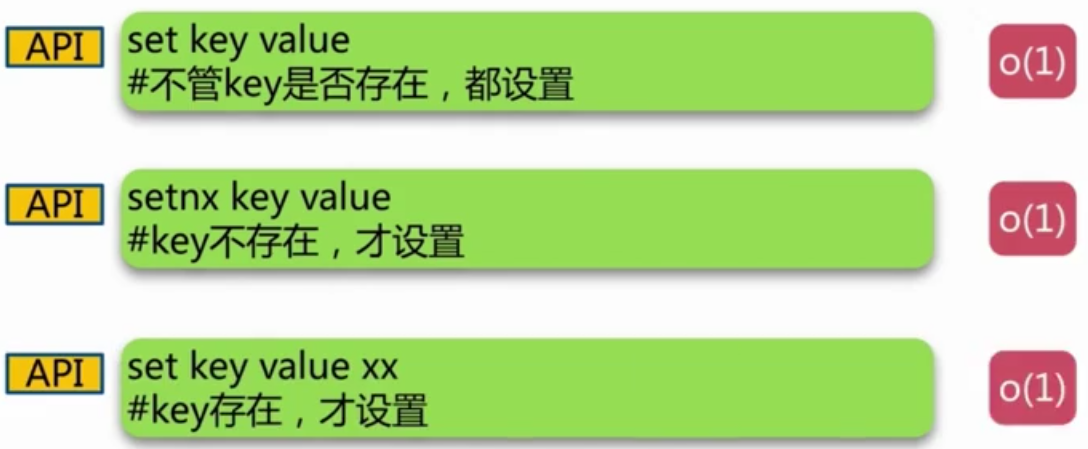 API
set key value
#不管key是否存在，都设置
o(1)
API
setnx key value
#key不存在，才设置
o(1)
API
set key value xx
#key存在，才设置
o(1)